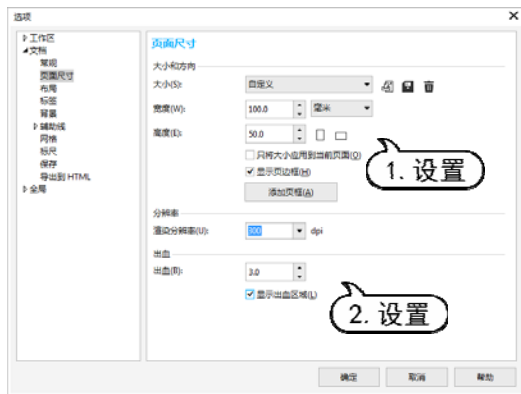 选项
工作区
文档
常规
页面尺寸
布局
标签
背景
辅助线
网格
标尺
保存
导出到 HTML
全局
页面尺寸
大小和方向
大小(S): 自定义
宽度(W): 100.0 毫米
高度(E): 50.0
只将大小应用到当前页面(O)
显示页边框(H)
添加页框(A)
1. 设置
分辨率
渲染分辨率(U): 300 dpi
出血
出血(B): 3.0
显示出血区域(L)
2. 设置
确定 取消 帮助